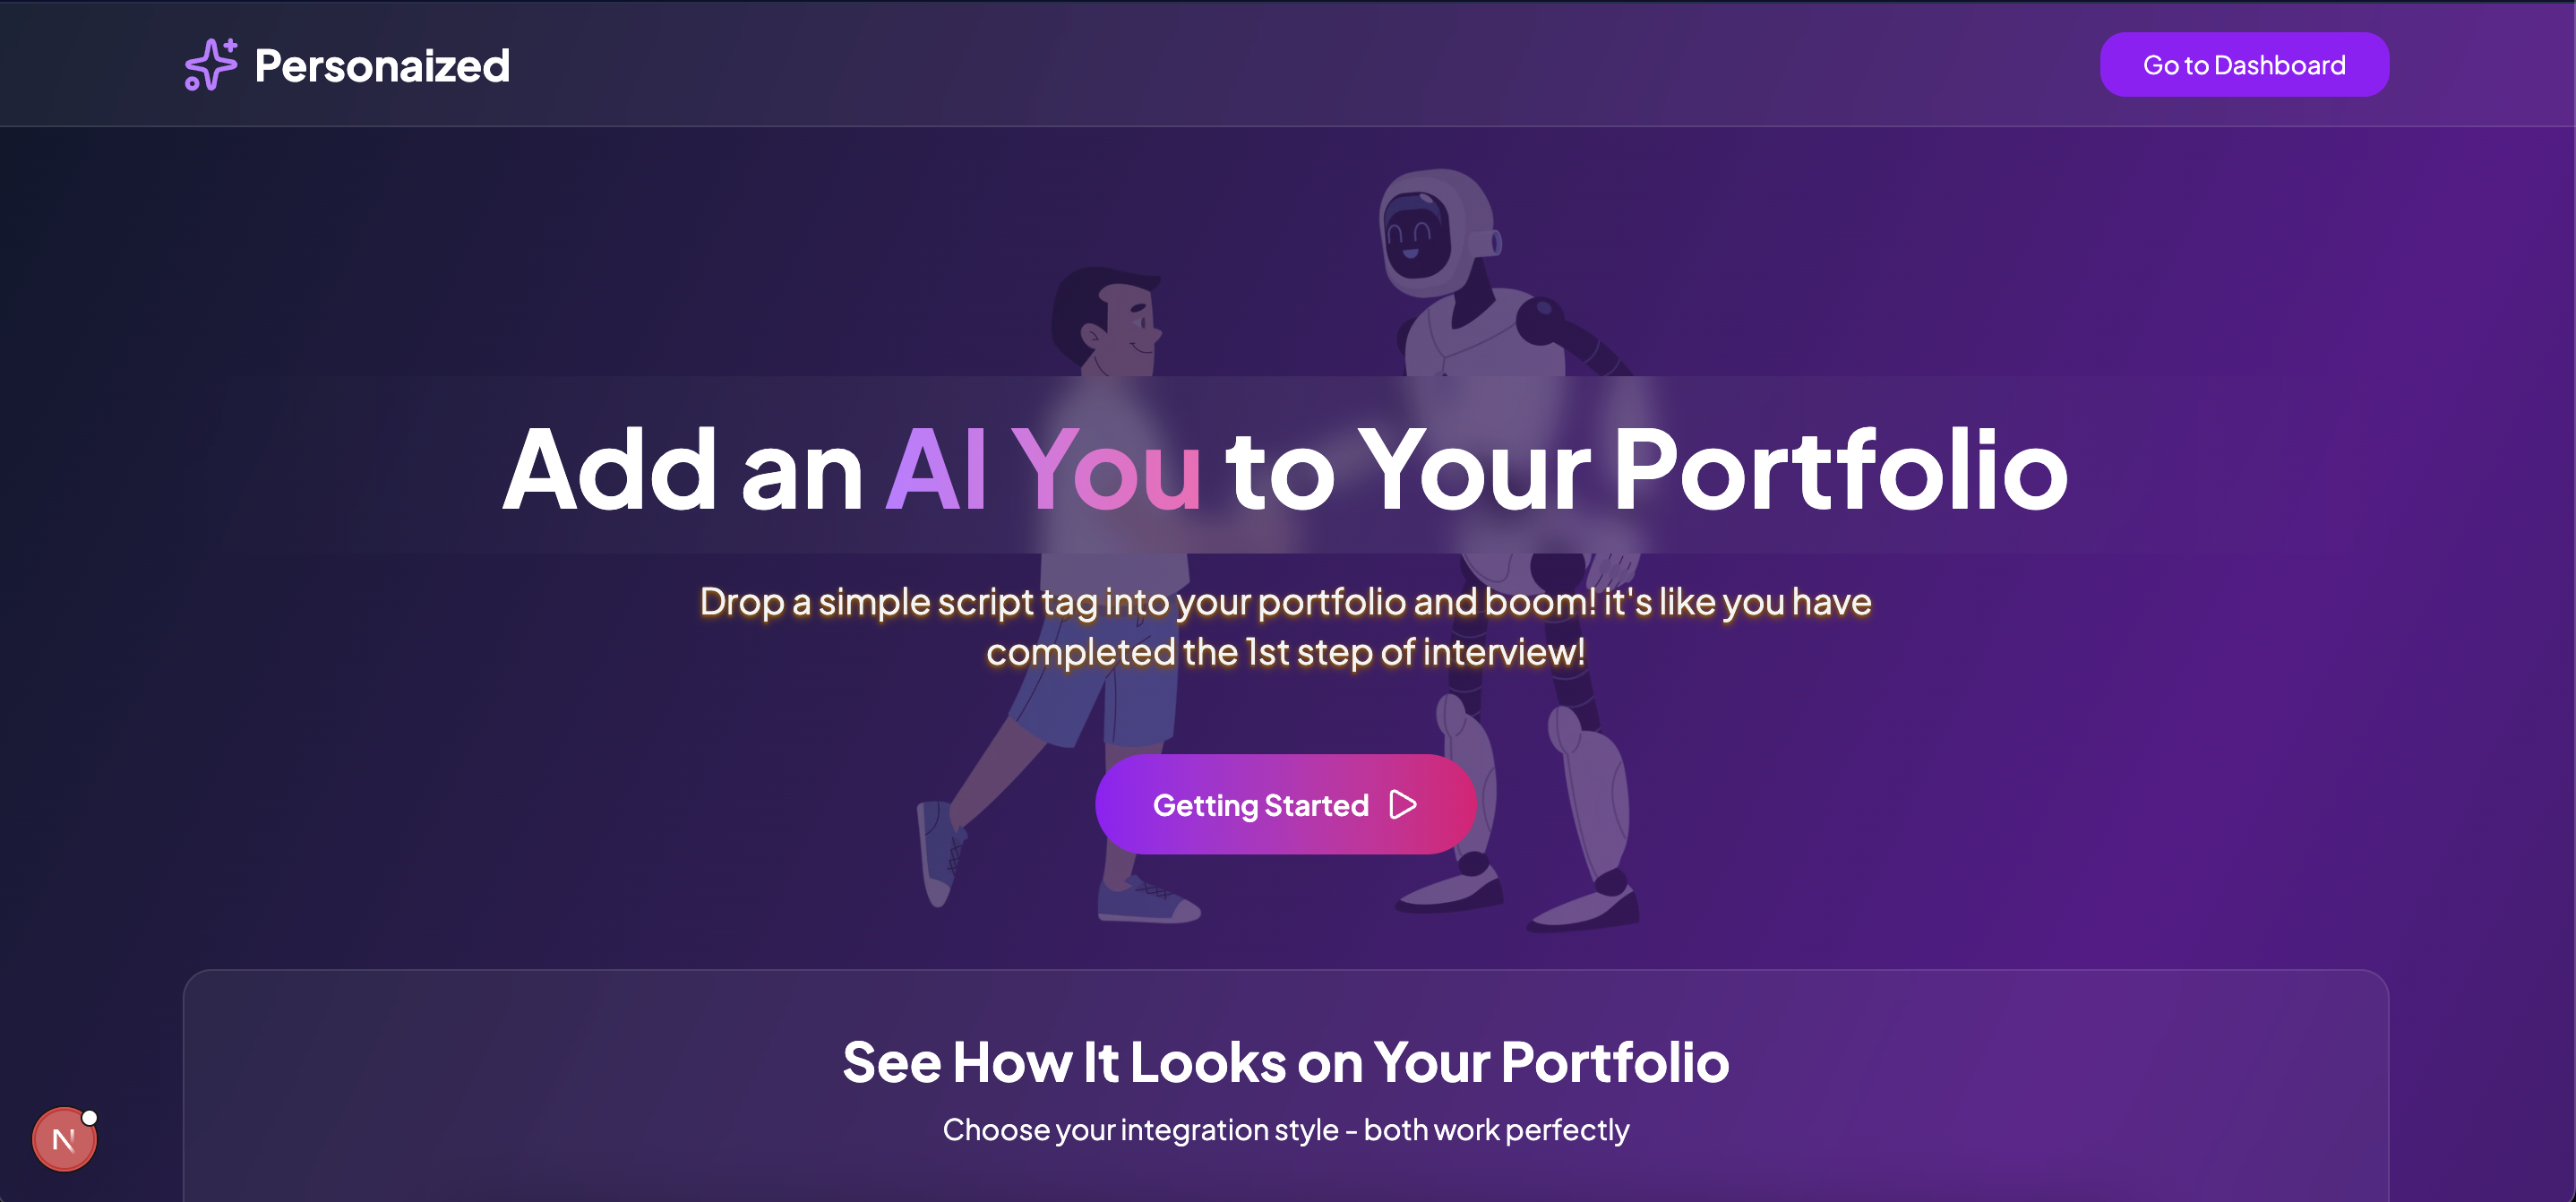 Personaized
Go to Dashboard
Add an AI You to Your Portfolio
Drop a simple script tag into your portfolio and boom! it's like you have
completed the 1st step of interview!
Getting Started
See How It Looks on Your Portfolio
Choose your integration style - both work perfectly
N